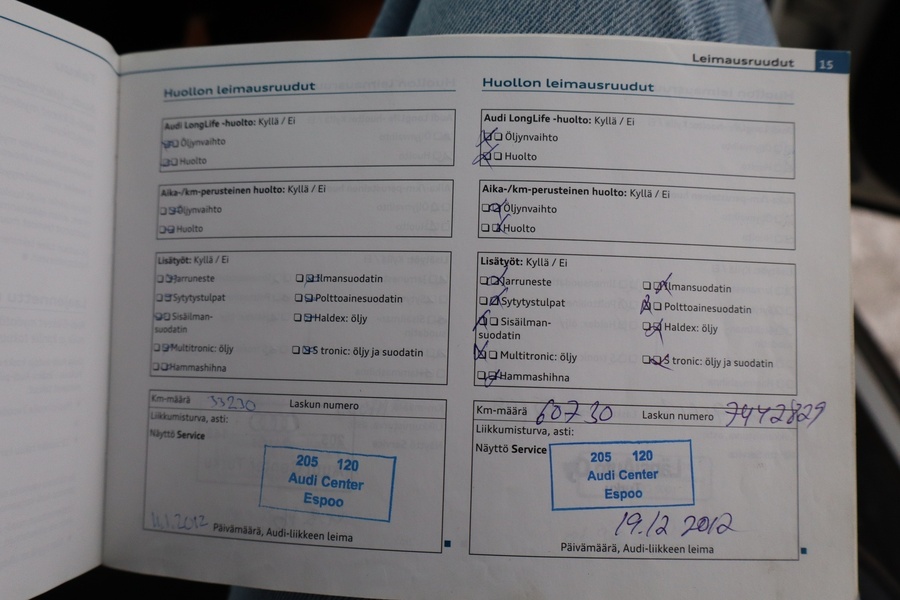 Leimausruudut 15
Huollon leimausruudut
Audi LongLife -huolto: Kyllä / Ei
Öljynvaihto
Huolto
Aika-/km-perusteinen huolto: Kyllä / Ei
Öljynvaihto
Huolto
Lisätyöt: Kyllä / Ei
Jarruneste
Ilmansuodatin
Sytytystulpat
Polttoainesuodatin
Sisäilman-
suodatin
Haldex: öljy
Multitronic: öljy
S tronic: öljy ja suodatin
Hammashihna
Km-määrä 33230 Laskun numero
Liikkumisturva, asti:
Näyttö Service
205 120
Audi Center
Espoo
11.1.2012
Päivämäärä, Audi-liikkeen leima
Huollon leimausruudut
Audi LongLife -huolto: Kyllä / Ei
Öljynvaihto
Huolto
Aika-/km-perusteinen huolto: Kyllä / Ei
Öljynvaihto
Huolto
Lisätyöt: Kyllä / Ei
Jarruneste
Ilmansuodatin
Sytytystulpat
Polttoainesuodatin
Sisäilman-
suodatin
Haldex: öljy
Multitronic: öljy
S tronic: öljy ja suodatin
Hammashihna
Km-määrä 60730 Laskun numero 7447829
Liikkumisturva, asti:
Näyttö Service
205 120
Audi Center
Espoo
19.12 2012
Päivämäärä, Audi-liikkeen leima